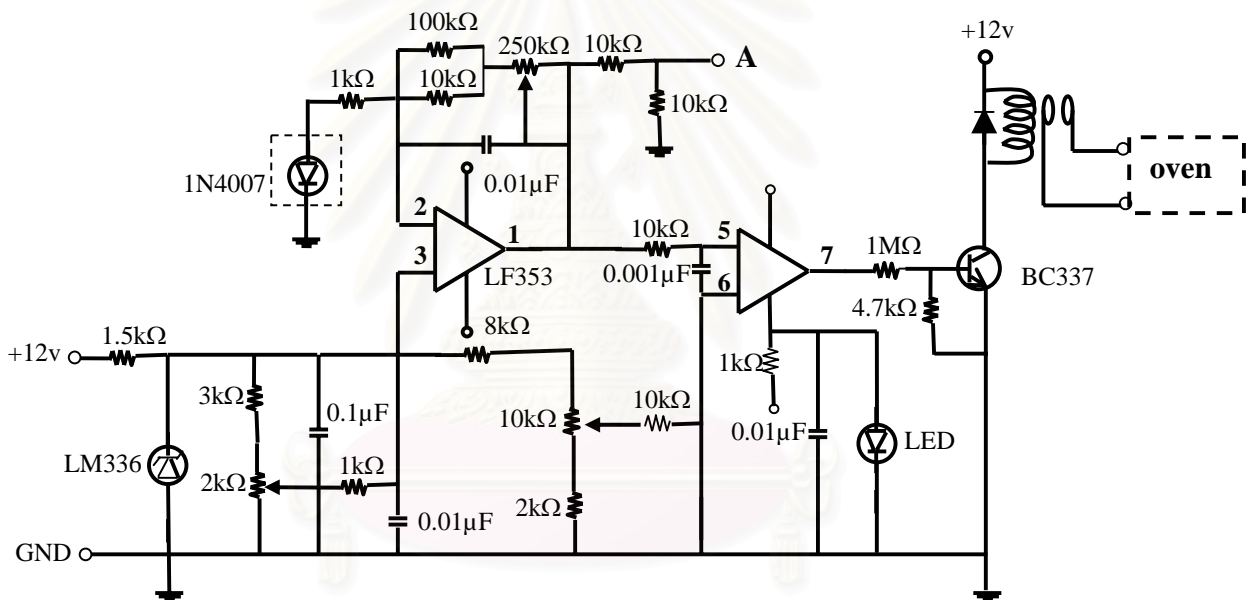 100kΩ
250kΩ
10kΩ
A
+12v
1kΩ
10kΩ
10kΩ
1N4007
0.01µF
oven
2
3
1
LF353
10kΩ
0.001µF
5
6
7
1MΩ
BC337
4.7kΩ
+12v
1.5kΩ
8kΩ
1kΩ
3kΩ
0.1µF
10kΩ
10kΩ
0.01µF
LED
LM336
2kΩ
1kΩ
0.01µF
2kΩ
GND